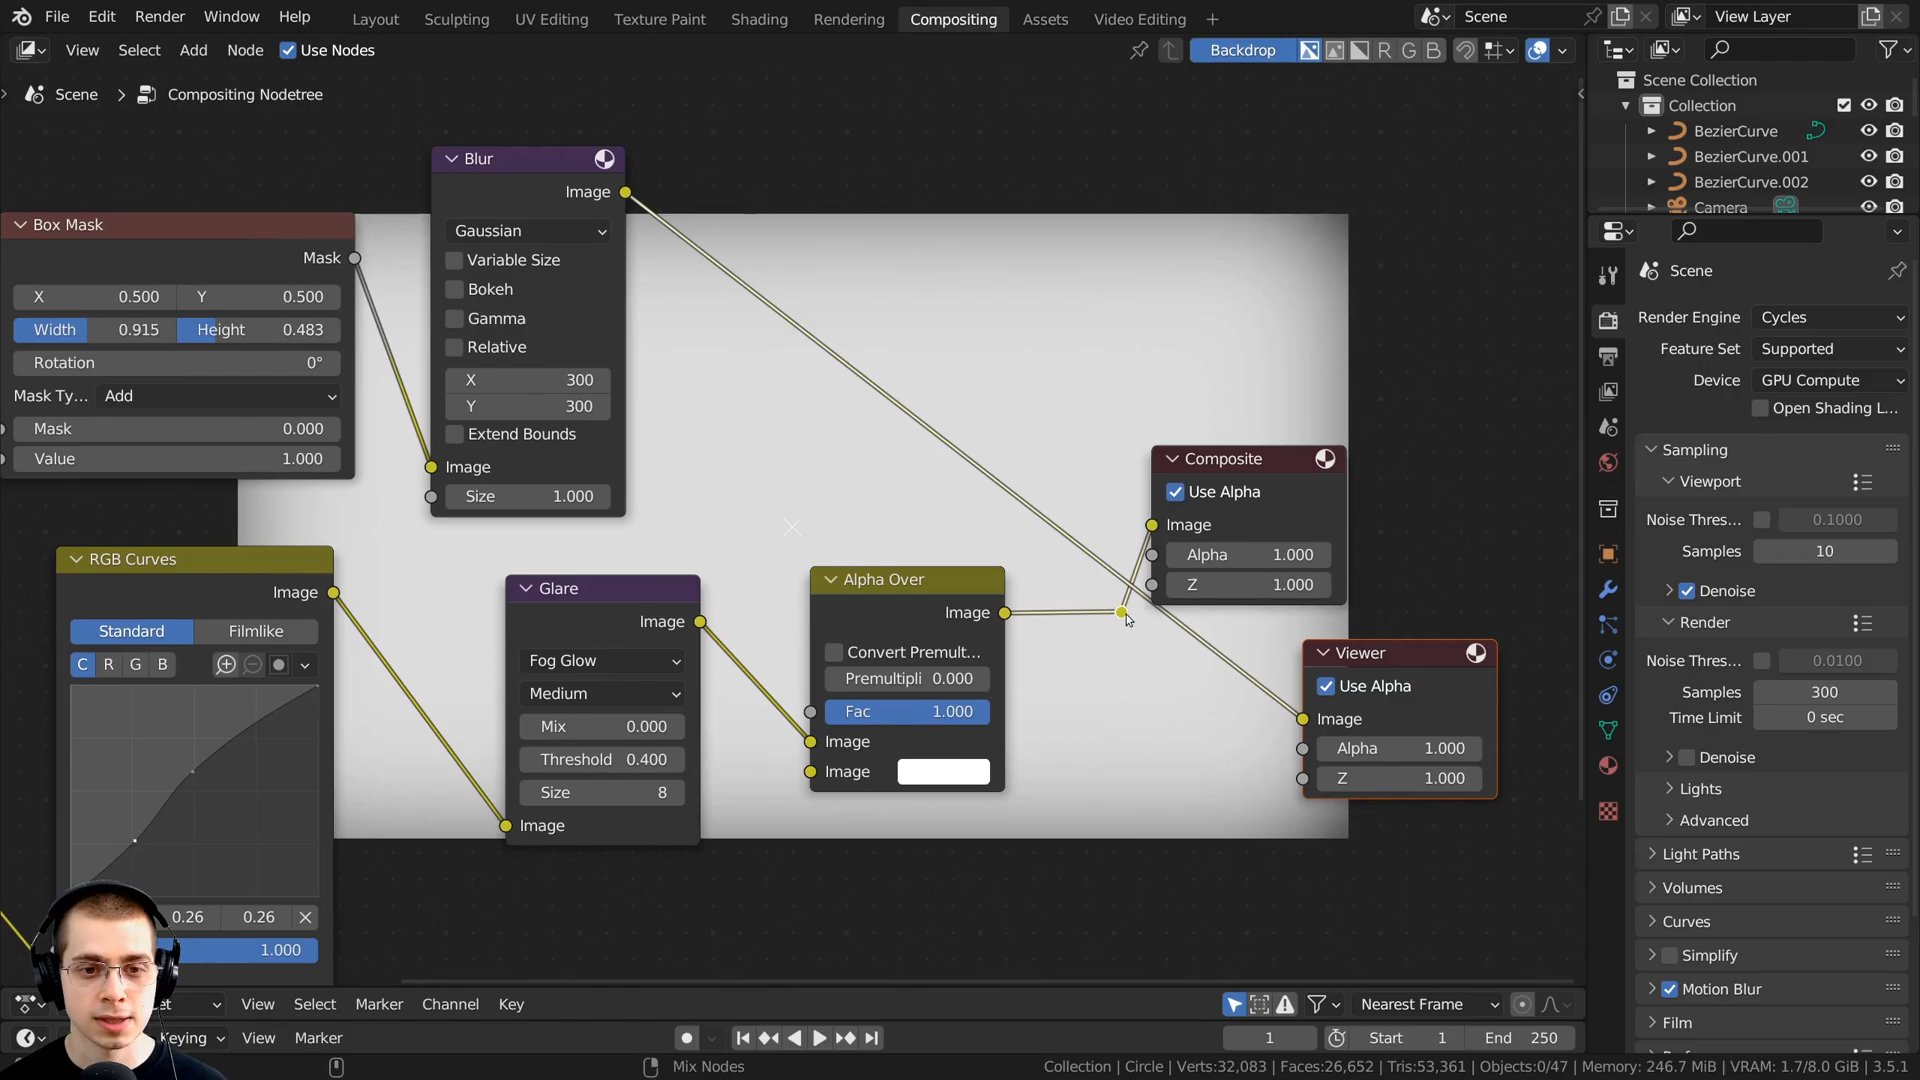 File Edit Render Window Help Layout Sculpting UV Editing Texture Paint Shading Rendering Compositing Assets Video Editing + Scene View Layer
View Select Add Node Use Nodes Backdrop R G B
Scene > Compositing Nodetree
Blur
Image
Gaussian
Variable Size
Bokeh
Gamma
Relative
X 300
Y 300
Extend Bounds
Image
Size 1.000
Box Mask
Mask
X 0.500 Y 0.500
Width 0.915 Height 0.483
Rotation 0°
Mask Ty... Add
Mask 0.000
Value 1.000
RGB Curves
Image
Standard Filmlike
C R G B
0.26 0.26
1.000
Glare
Image
Fog Glow
Medium
Mix 0.000
Threshold 0.400
Size 8
Image
Alpha Over
Image
Convert Premult...
Premultipli 0.000
Fac 1.000
Image
Image
Composite
Use Alpha
Image
Alpha 1.000
Z 1.000
Viewer
Use Alpha
Image
Alpha 1.000
Z 1.000
Scene Collection
Collection
BezierCurve
BezierCurve.001
BezierCurve.002
Camera
Scene
Render Engine Cycles
Feature Set Supported
Device GPU Compute
Open Shading L...
Sampling
Viewport
Noise Thres... 0.1000
Samples 10
Denoise
Render
Noise Thres... 0.0100
Samples 300
Time Limit 0 sec
Denoise
Lights
Advanced
Light Paths
Volumes
Curves
Simplify
Motion Blur
Film
View Select Marker Channel Key Nearest Frame
Keying View Marker 1 Start 1 End 250
Mix Nodes Collection | Circle | Verts:32,083 | Faces:26,652 | Tris:53,361 | Objects:0/47 | Memory: 246.7 MiB | VRAM: 1.7/8.0 GiB | 3.5.1